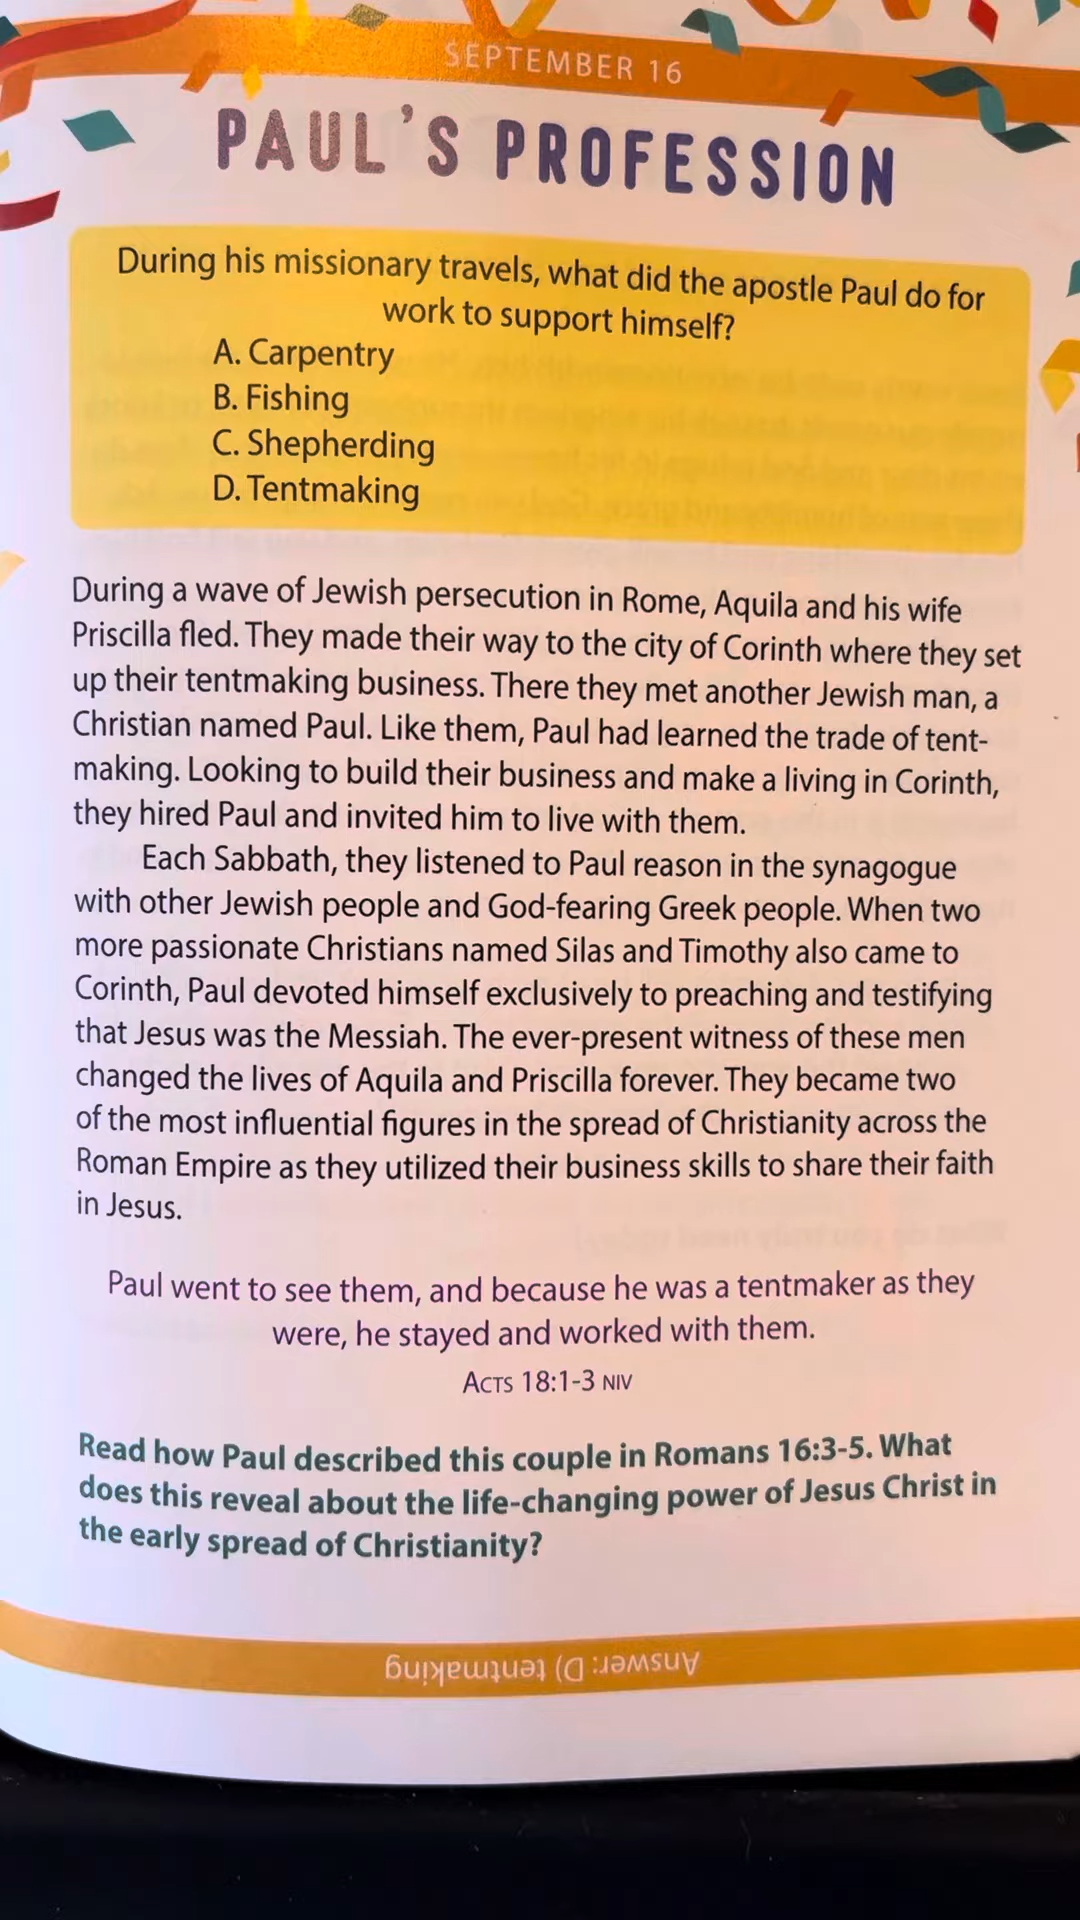 SEPTEMBER 16
PAUL'S PROFESSION
During his missionary travels, what did the apostle Paul do for
work to support himself?
A. Carpentry
B. Fishing
C. Shepherding
D. Tentmaking
During a wave of Jewish persecution in Rome, Aquila and his wife
Priscilla fled. They made their way to the city of Corinth where they set
up their tentmaking business. There they met another Jewish man, a
Christian named Paul. Like them, Paul had learned the trade of tent-
making. Looking to build their business and make a living in Corinth,
they hired Paul and invited him to live with them.
Each Sabbath, they listened to Paul reason in the synagogue
with other Jewish people and God-fearing Greek people. When two
more passionate Christians named Silas and Timothy also came to
Corinth, Paul devoted himself exclusively to preaching and testifying
that Jesus was the Messiah. The ever-present witness of these men
changed the lives of Aquila and Priscilla forever. They became two
of the most influential figures in the spread of Christianity across the
Roman Empire as they utilized their business skills to share their faith
in Jesus.
Paul went to see them, and because he was a tentmaker as they
were, he stayed and worked with them.
ACTS 18:1-3 NIV
Read how Paul described this couple in Romans 16:3-5. What
does this reveal about the life-changing power of Jesus Christ in
the early spread of Christianity?
Answer: D) tentmaking